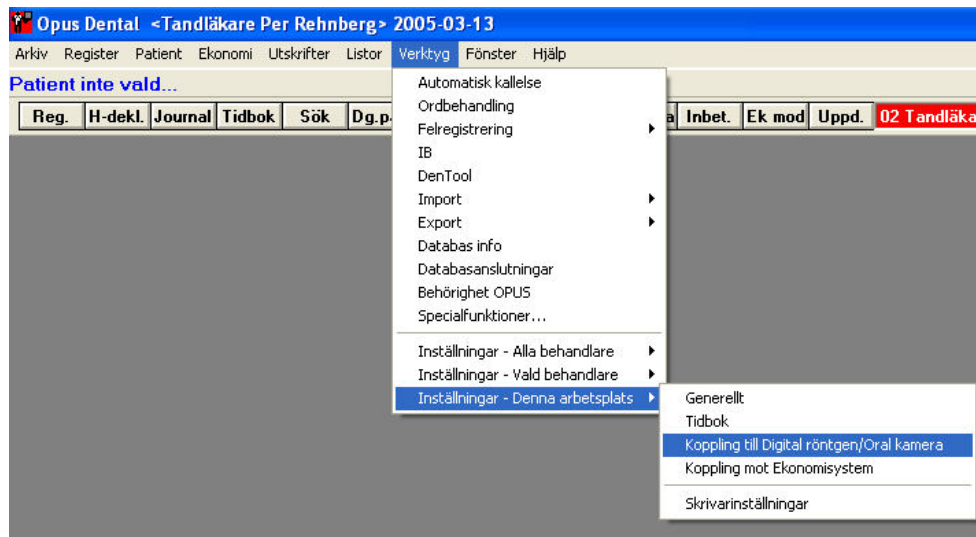 Opus Dental <Tandläkare Per Rehnberg> 2005-03-13
Arkiv Register Patient Ekonomi Utskrifter Listor Verktyg Fönster Hjälp
Patient inte vald...
Reg. H-dekl. Journal Tidbok Sök Dg.p. Inbet. Ek mod Uppd. 02 Tandläka
Automatisk kallelse
Ordbehandling
Felregistrering
IB
DenTool
Import
Export
Databas info
Databasanslutningar
Behörighet OPUS
Specialfunktioner...
Inställningar - Alla behandlare
Inställningar - Vald behandlare
Inställningar - Denna arbetsplats
Generellt
Tidbok
Koppling till Digital röntgen/Oral kamera
Koppling mot Ekonomisystem
Skrivarinställningar